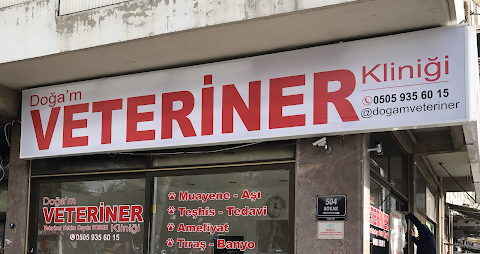 Doğa'm
VETERİNER
Kliniği
0505 935 60 15
@dogamveteriner
Doğa'm
VETERİNER
Kliniği
0505 935 60 15
Muayene - Aşı
Teşhis - Tedavi
Ameliyat
Tıraş - Banyo
504
SOKAK